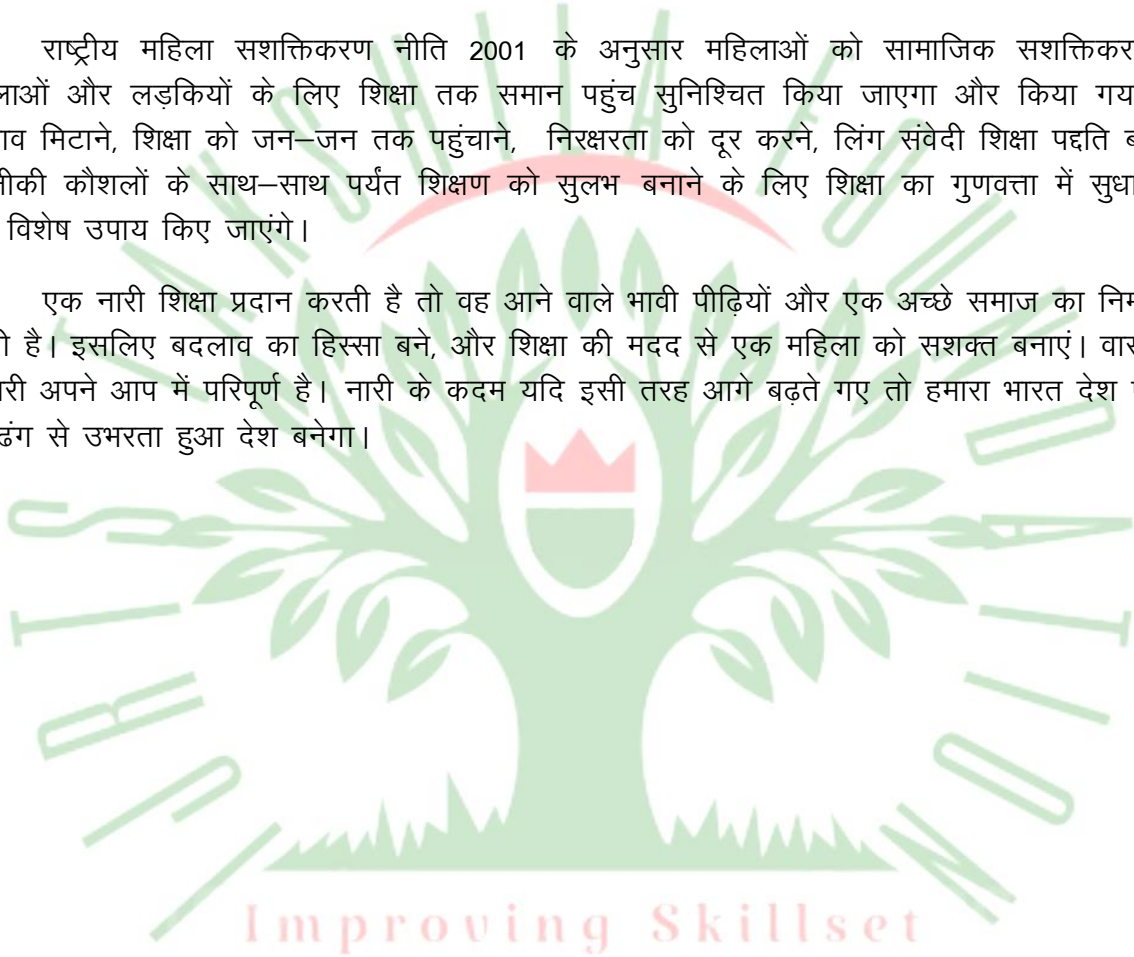 राष्ट्रीय महिला सशक्तिकरण नीति 2001 के अनुसार महिलाओं को सामाजिक
और लड़कियों के लिए शिक्षा तक समान पहुंच सुनिश्चित किया जाएगा और किया
मिटाने, शिक्षा को जन–जन तक पहुंचाने, निरक्षरता को दूर करने, लिंग संवेदी शिक्षा पद्दति
कौशलों के साथ–साथ पर्यंत शिक्षण को सुलभ बनाने के लिए शिक्षा का गुणवत्ता में
विशेष उपाय किए जाएंगे।
एक नारी शिक्षा प्रदान करती है तो वह आने वाले भावी पीढ़ियों और एक अच्छे समाज का
है। इसलिए बदलाव का हिस्सा बने, और शिक्षा की मदद से एक महिला को सशक्त बनाएं।
अपने आप में परिपूर्ण है। नारी के कदम यदि इसी तरह आगे बढ़ते गए तो हमारा भारत देश
ढंग से उभरता हुआ देश बनेगा।
Improving Skillset